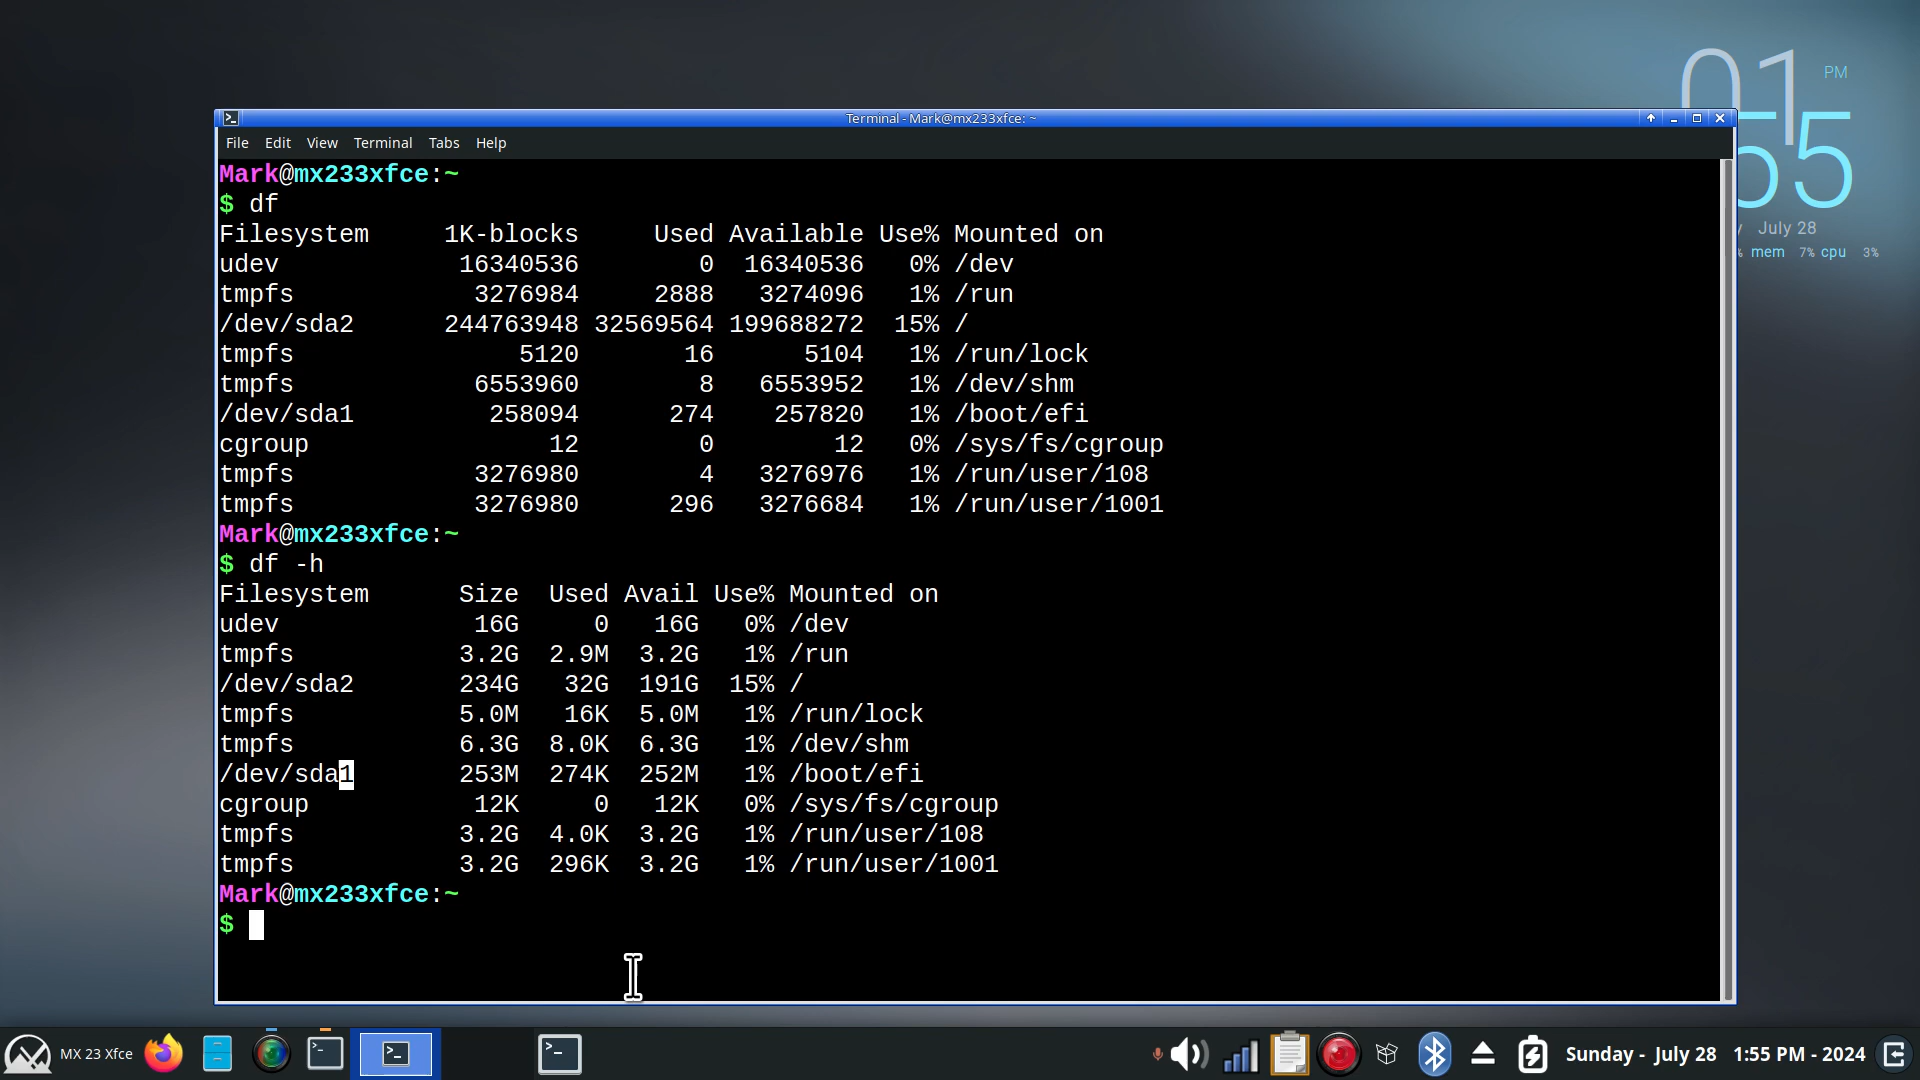 01 PM
55
July 28
% mem 7% cpu 3%
Terminal - Mark@mx233xfce: ~
File Edit View Terminal Tabs Help
Mark@mx233xfce:~
$ df
Filesystem 1K-blocks Used Available Use% Mounted on
udev 16340536 0 16340536 0% /dev
tmpfs 3276984 2888 3274096 1% /run
/dev/sda2 244763948 32569564 199688272 15% /
tmpfs 5120 16 5104 1% /run/lock
tmpfs 6553960 8 6553952 1% /dev/shm
/dev/sda1 258094 274 257820 1% /boot/efi
cgroup 12 0 12 0% /sys/fs/cgroup
tmpfs 3276980 4 3276976 1% /run/user/108
tmpfs 3276980 296 3276684 1% /run/user/1001
Mark@mx233xfce:~
$ df -h
Filesystem Size Used Avail Use% Mounted on
udev 16G 0 16G 0% /dev
tmpfs 3.2G 2.9M 3.2G 1% /run
/dev/sda2 234G 32G 191G 15% /
tmpfs 5.0M 16K 5.0M 1% /run/lock
tmpfs 6.3G 8.0K 6.3G 1% /dev/shm
/dev/sda1 253M 274K 252M 1% /boot/efi
cgroup 12K 0 12K 0% /sys/fs/cgroup
tmpfs 3.2G 4.0K 3.2G 1% /run/user/108
tmpfs 3.2G 296K 3.2G 1% /run/user/1001
Mark@mx233xfce:~
$
MX 23 Xfce Sunday - July 28 1:55 PM - 2024